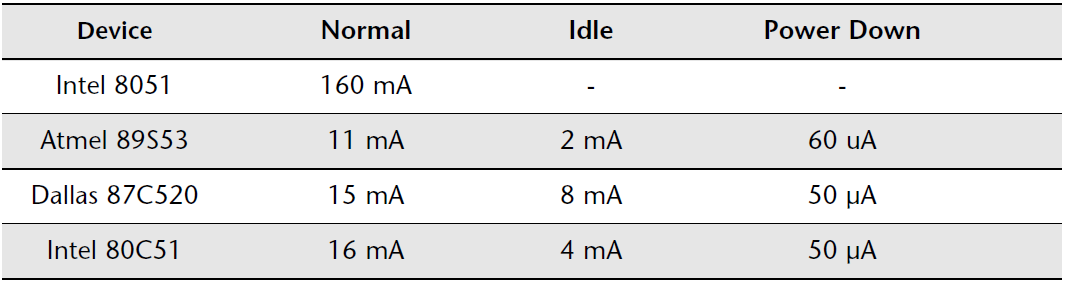 Device Normal Idle Power Down
Intel 8051 160 mA - -
Atmel 89S53 11 mA 2 mA 60 uA
Dallas 87C520 15 mA 8 mA 50 µA
Intel 80C51 16 mA 4 mA 50 µA